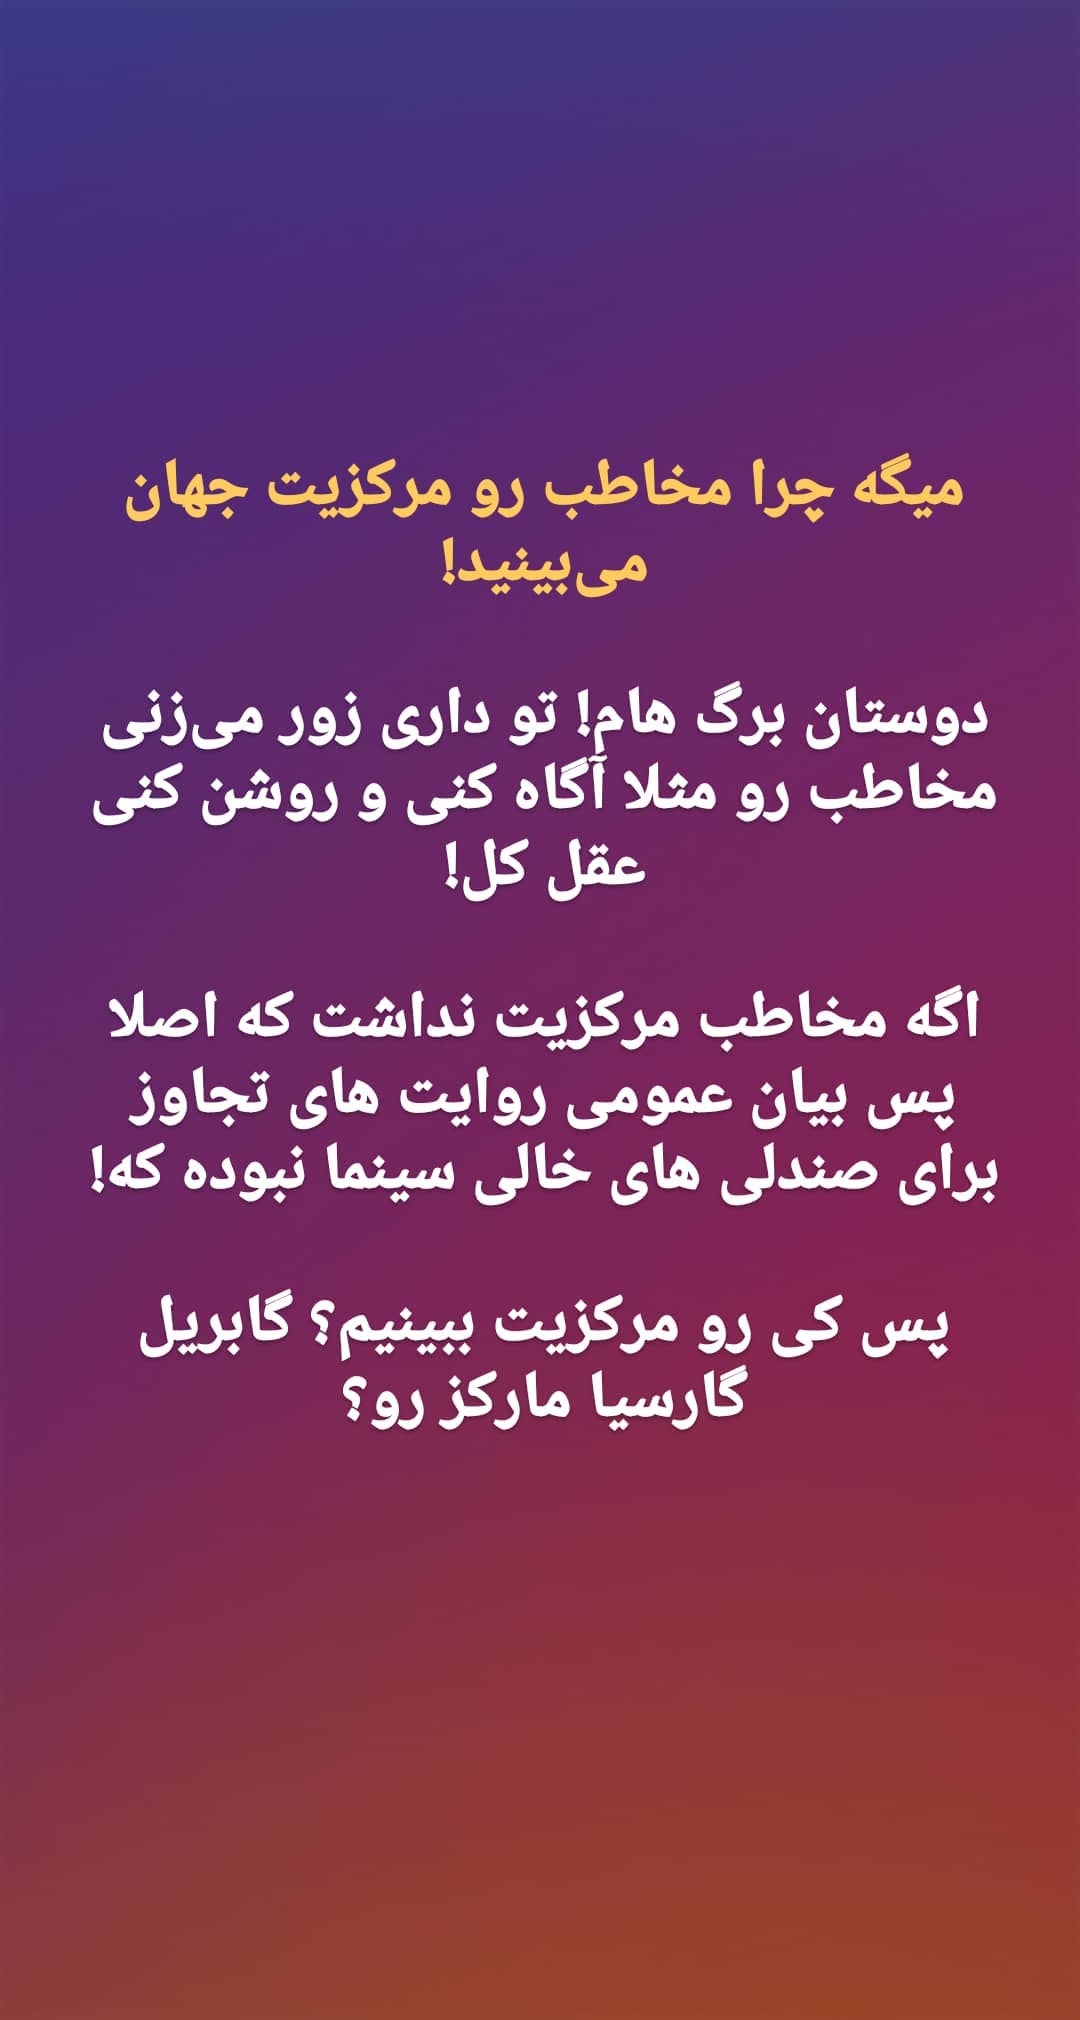 میگه چرا مخاطب رو مرکزیت جهان
می‌بینید!
دوستان برگ هام! تو داری زور می‌زنی
مخاطب رو مثلا آگاه کنی و روشن کنی
عقل کل!
اگه مخاطب مرکزیت نداشت که اصلا
پس بیان عمومی روایت های تجاوز
برای صندلی های خالی سینما نبوده که!
پس کی رو مرکزیت ببینیم؟ گابریل
گارسیا مارکز رو؟